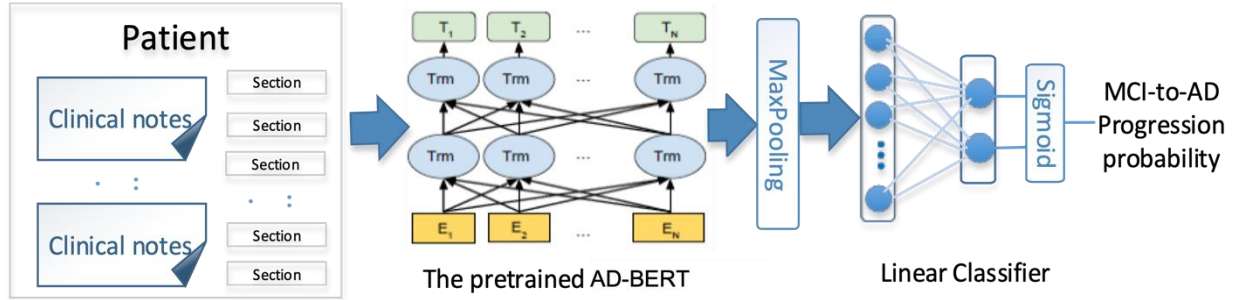 Patient
Clinical notes
Section
Section
Section
Clinical notes
Section
Section
T1 T2 ... TN
Trm Trm Trm
Trm Trm Trm
E1 E2 ... EN
The pretrained AD-BERT
MaxPooling
Linear Classifier
Sigmoid
MCI-to-AD
Progression
probability